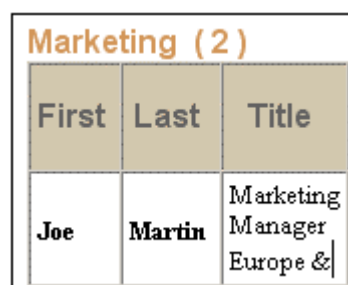 Marketing (2)
First Last Title
Marketing
Joe Martin Manager
Europe &